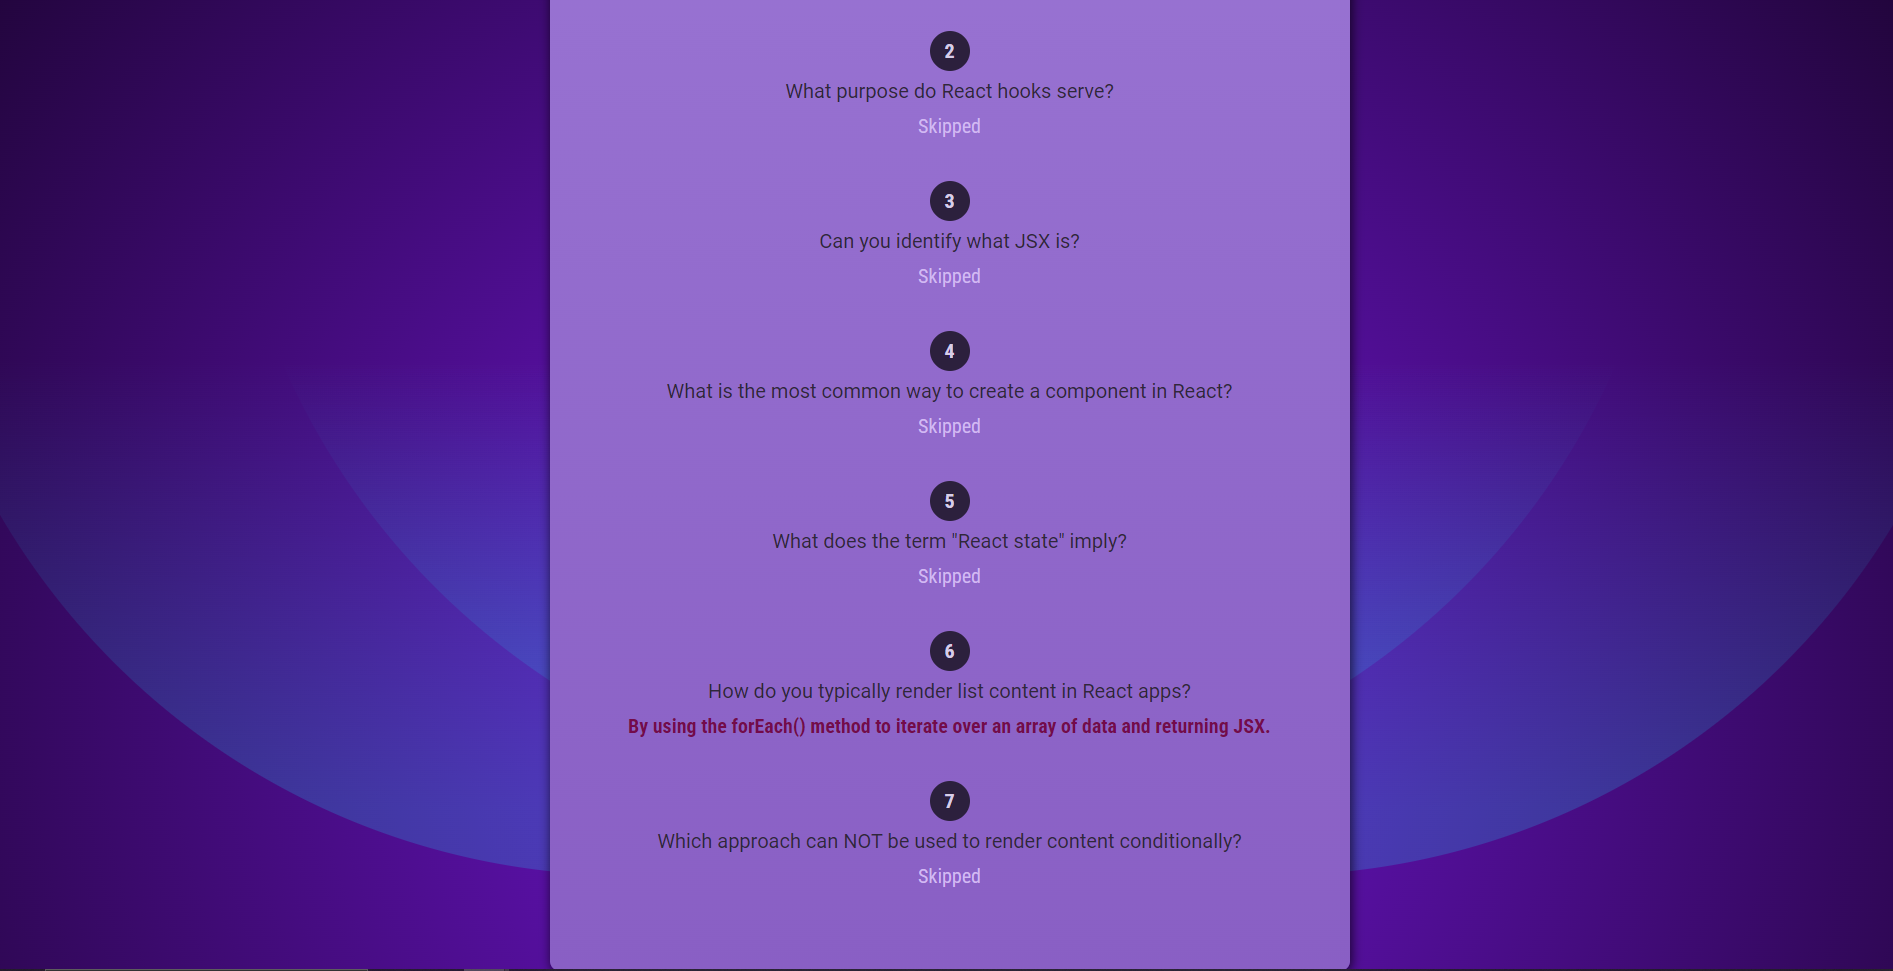 2
What purpose do React hooks serve?
Skipped
3
Can you identify what JSX is?
Skipped
4
What is the most common way to create a component in React?
Skipped
5
What does the term "React state" imply?
Skipped
6
How do you typically render list content in React apps?
By using the forEach() method to iterate over an array of data and returning JSX.
7
Which approach can NOT be used to render content conditionally?
Skipped